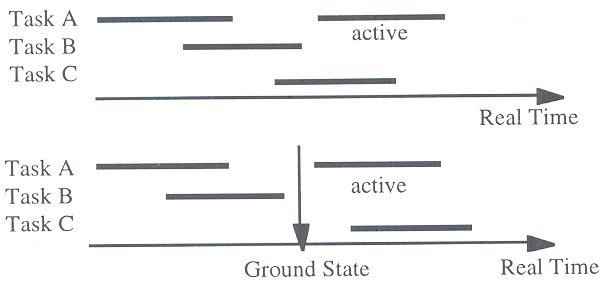 Task A
active
Task B
Task C
Real Time
Task A
active
Task B
Task C
Ground State Real Time